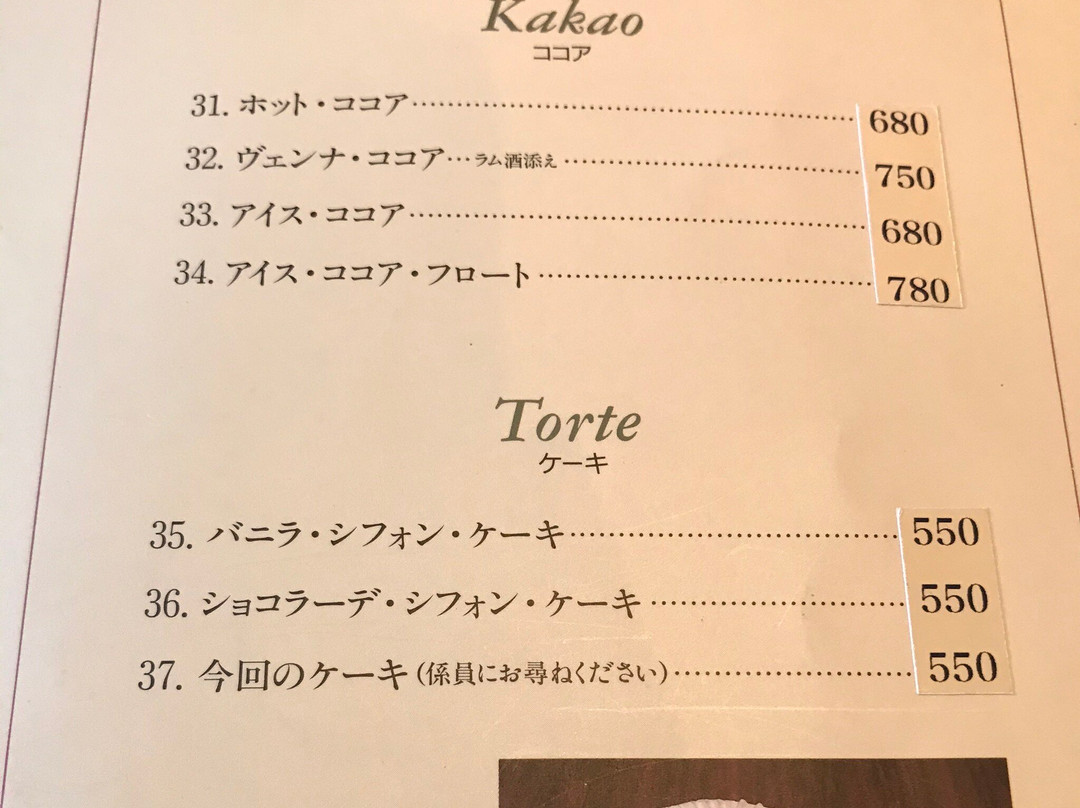 Kakao
ココア
31. ホット・ココア 680
32. ヴェンナ・ココア…ラム酒添え 750
33. アイス・ココア 680
34. アイス・ココア・フロート 780
Torte
ケーキ
35. バニラ・シフォン・ケーキ 550
36. ショコラーデ・シフォン・ケーキ 550
37. 今回のケーキ(係員にお尋ねください) 550